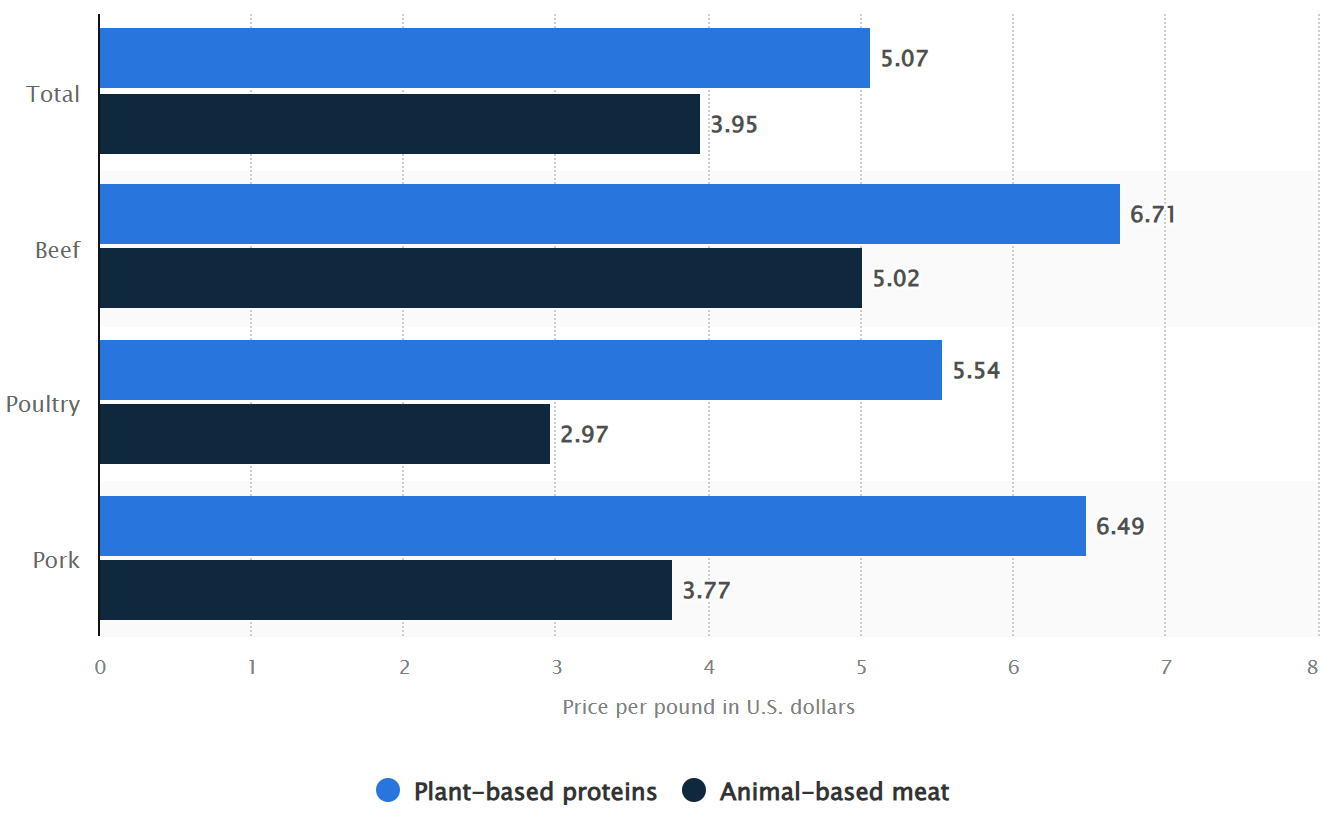 Total
5.07
3.95
Beef
6.71
5.02
Poultry
5.54
2.97
Pork
6.49
3.77
0 1 2 3 4 5 6 7 8
Price per pound in U.S. dollars
Plant-based proteins Animal-based meat